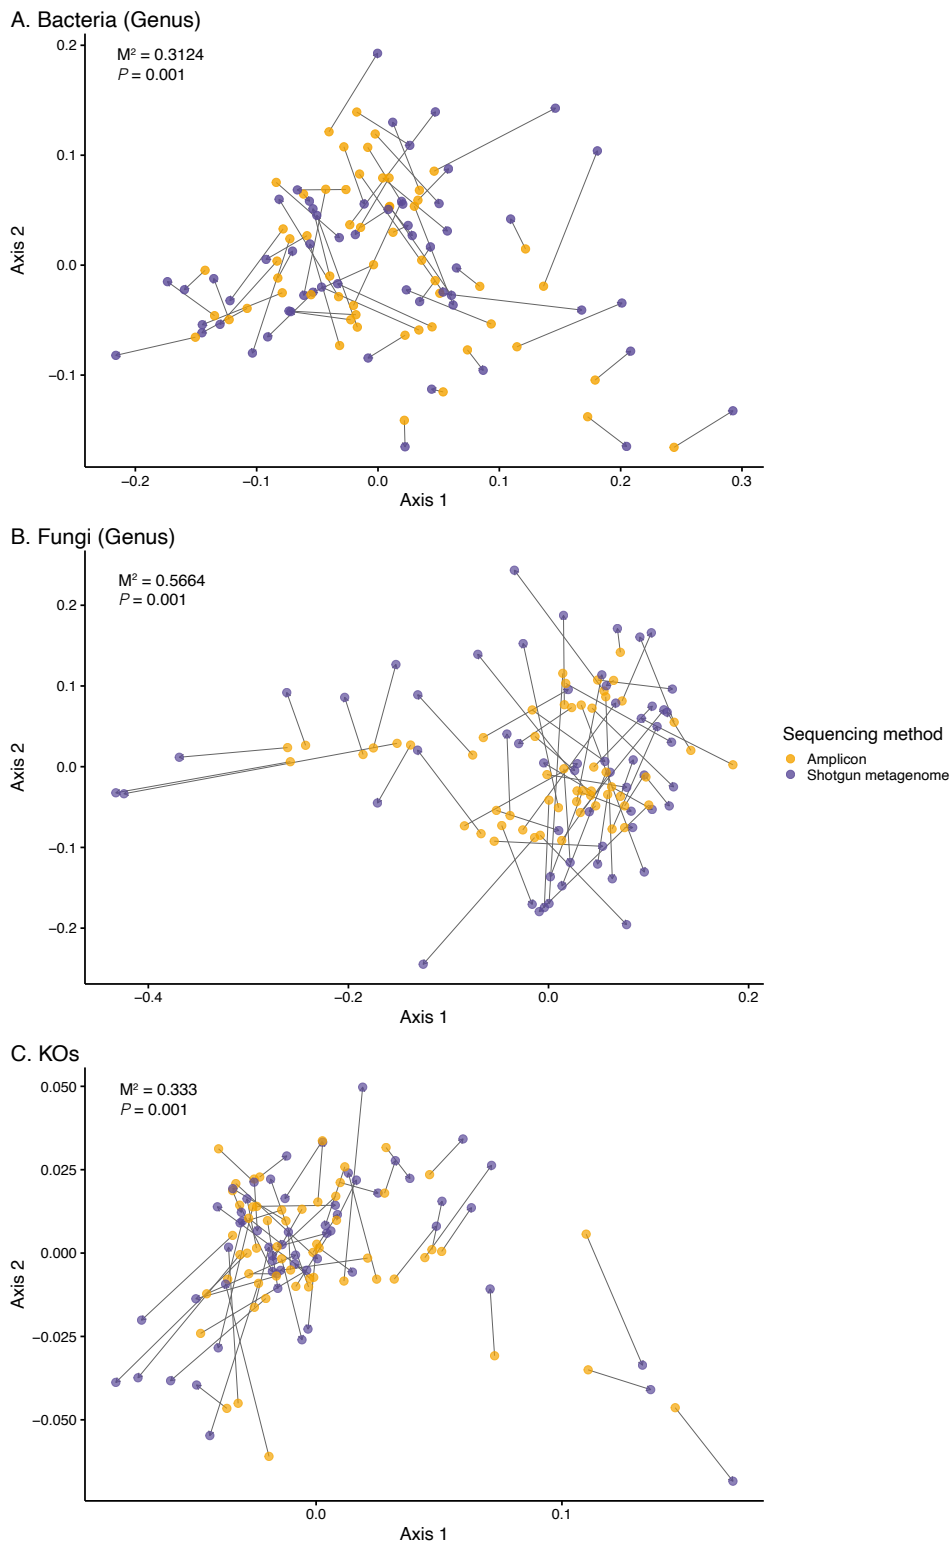 A. Bacteria (Genus)
M² = 0.3124
P = 0.001
0.2
0.1
0.0
−0.1
Axis 2
−0.2
−0.1
0.0
0.1
0.2
0.3
Axis 1
B. Fungi (Genus)
M² = 0.5664
P = 0.001
0.2
0.1
0.0
−0.1
−0.2
Axis 2
−0.4
−0.2
0.0
0.2
Axis 1
Sequencing method
Amplicon
Shotgun metagenome
C. KOs
M² = 0.333
P = 0.001
0.050
0.025
0.000
−0.025
−0.050
Axis 2
0.0
0.1
Axis 1